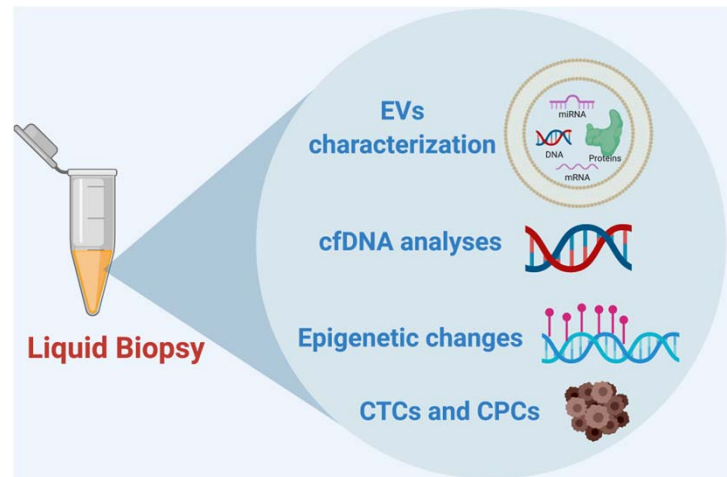 EVs
characterization
miRNA
DNA
Proteins
mRNA
cfDNA analyses
Liquid Biopsy
Epigenetic changes
CTCs and CPCs